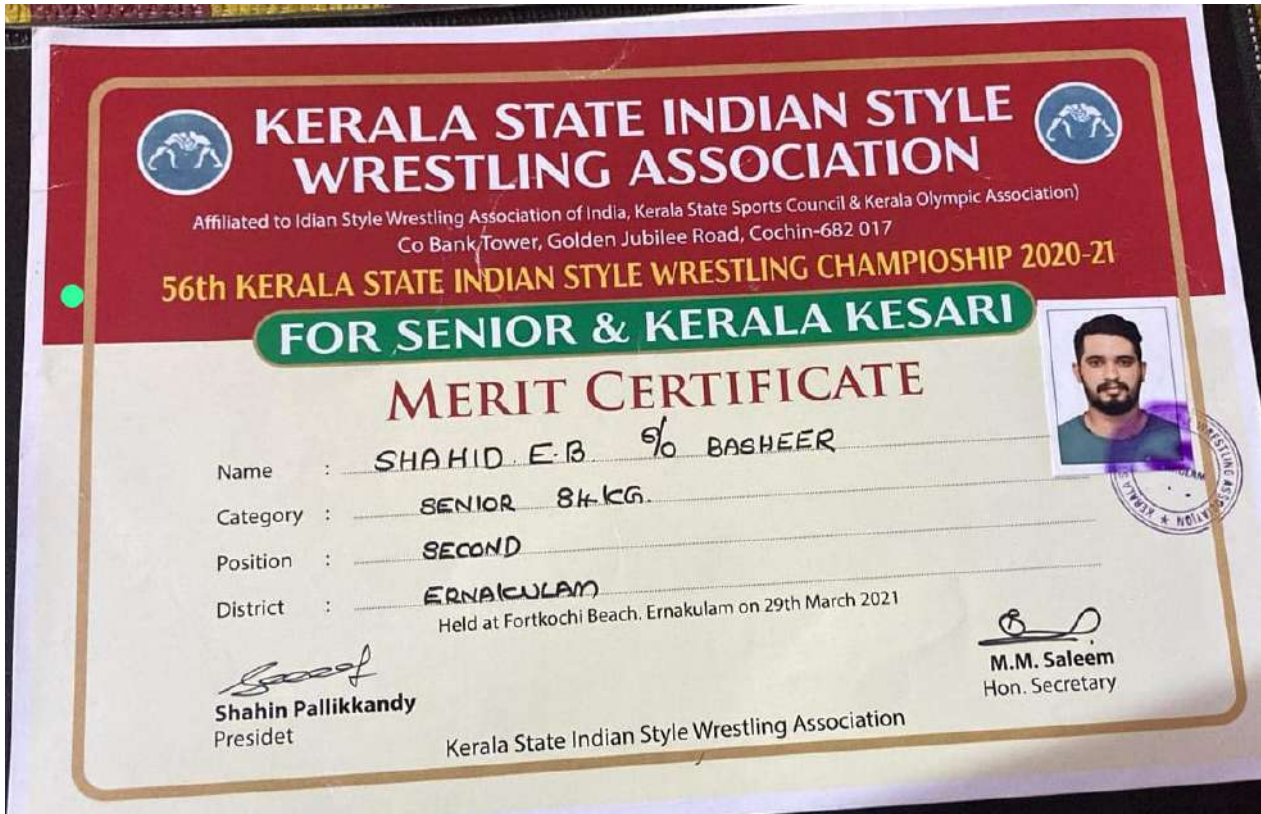 KERALA STATE INDIAN STYLE
WRESTLING ASSOCIATION
Affiliated to Idian Style Wrestling Association of India, Kerala State Sports Council & Kerala Olympic Association)
Co Bank Tower, Golden Jubilee Road, Cochin-682 017
56th KERALA STATE INDIAN STYLE WRESTLING CHAMPIOSHIP 2020-21
FOR SENIOR & KERALA KESARI
MERIT CERTIFICATE
Name : SHAHID E.B S/o BASHEER
Category : SENIOR 84 KG.
Position : SECOND
District : ERNAKULAM
Held at Fortkochi Beach. Ernakulam on 29th March 2021
Shahin Pallikkandy
Presidet
M.M. Saleem
Hon. Secretary
Kerala State Indian Style Wrestling Association